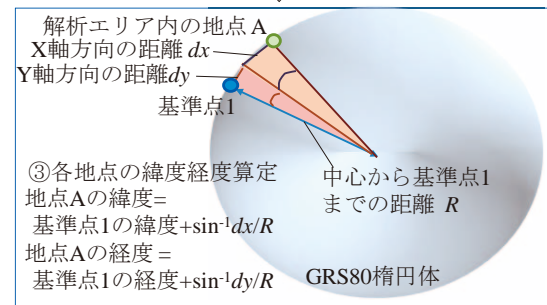 解析エリア内の地点A
X軸方向の距離 dx
Y軸方向の距離dy
基準点1
③各地点の緯度経度算定
地点Aの緯度=
基準点1の緯度+sin⁻¹dx/R
地点Aの経度 =
基準点1の経度+sin⁻¹dy/R
中心から基準点1
までの距離 R
GRS80楕円体